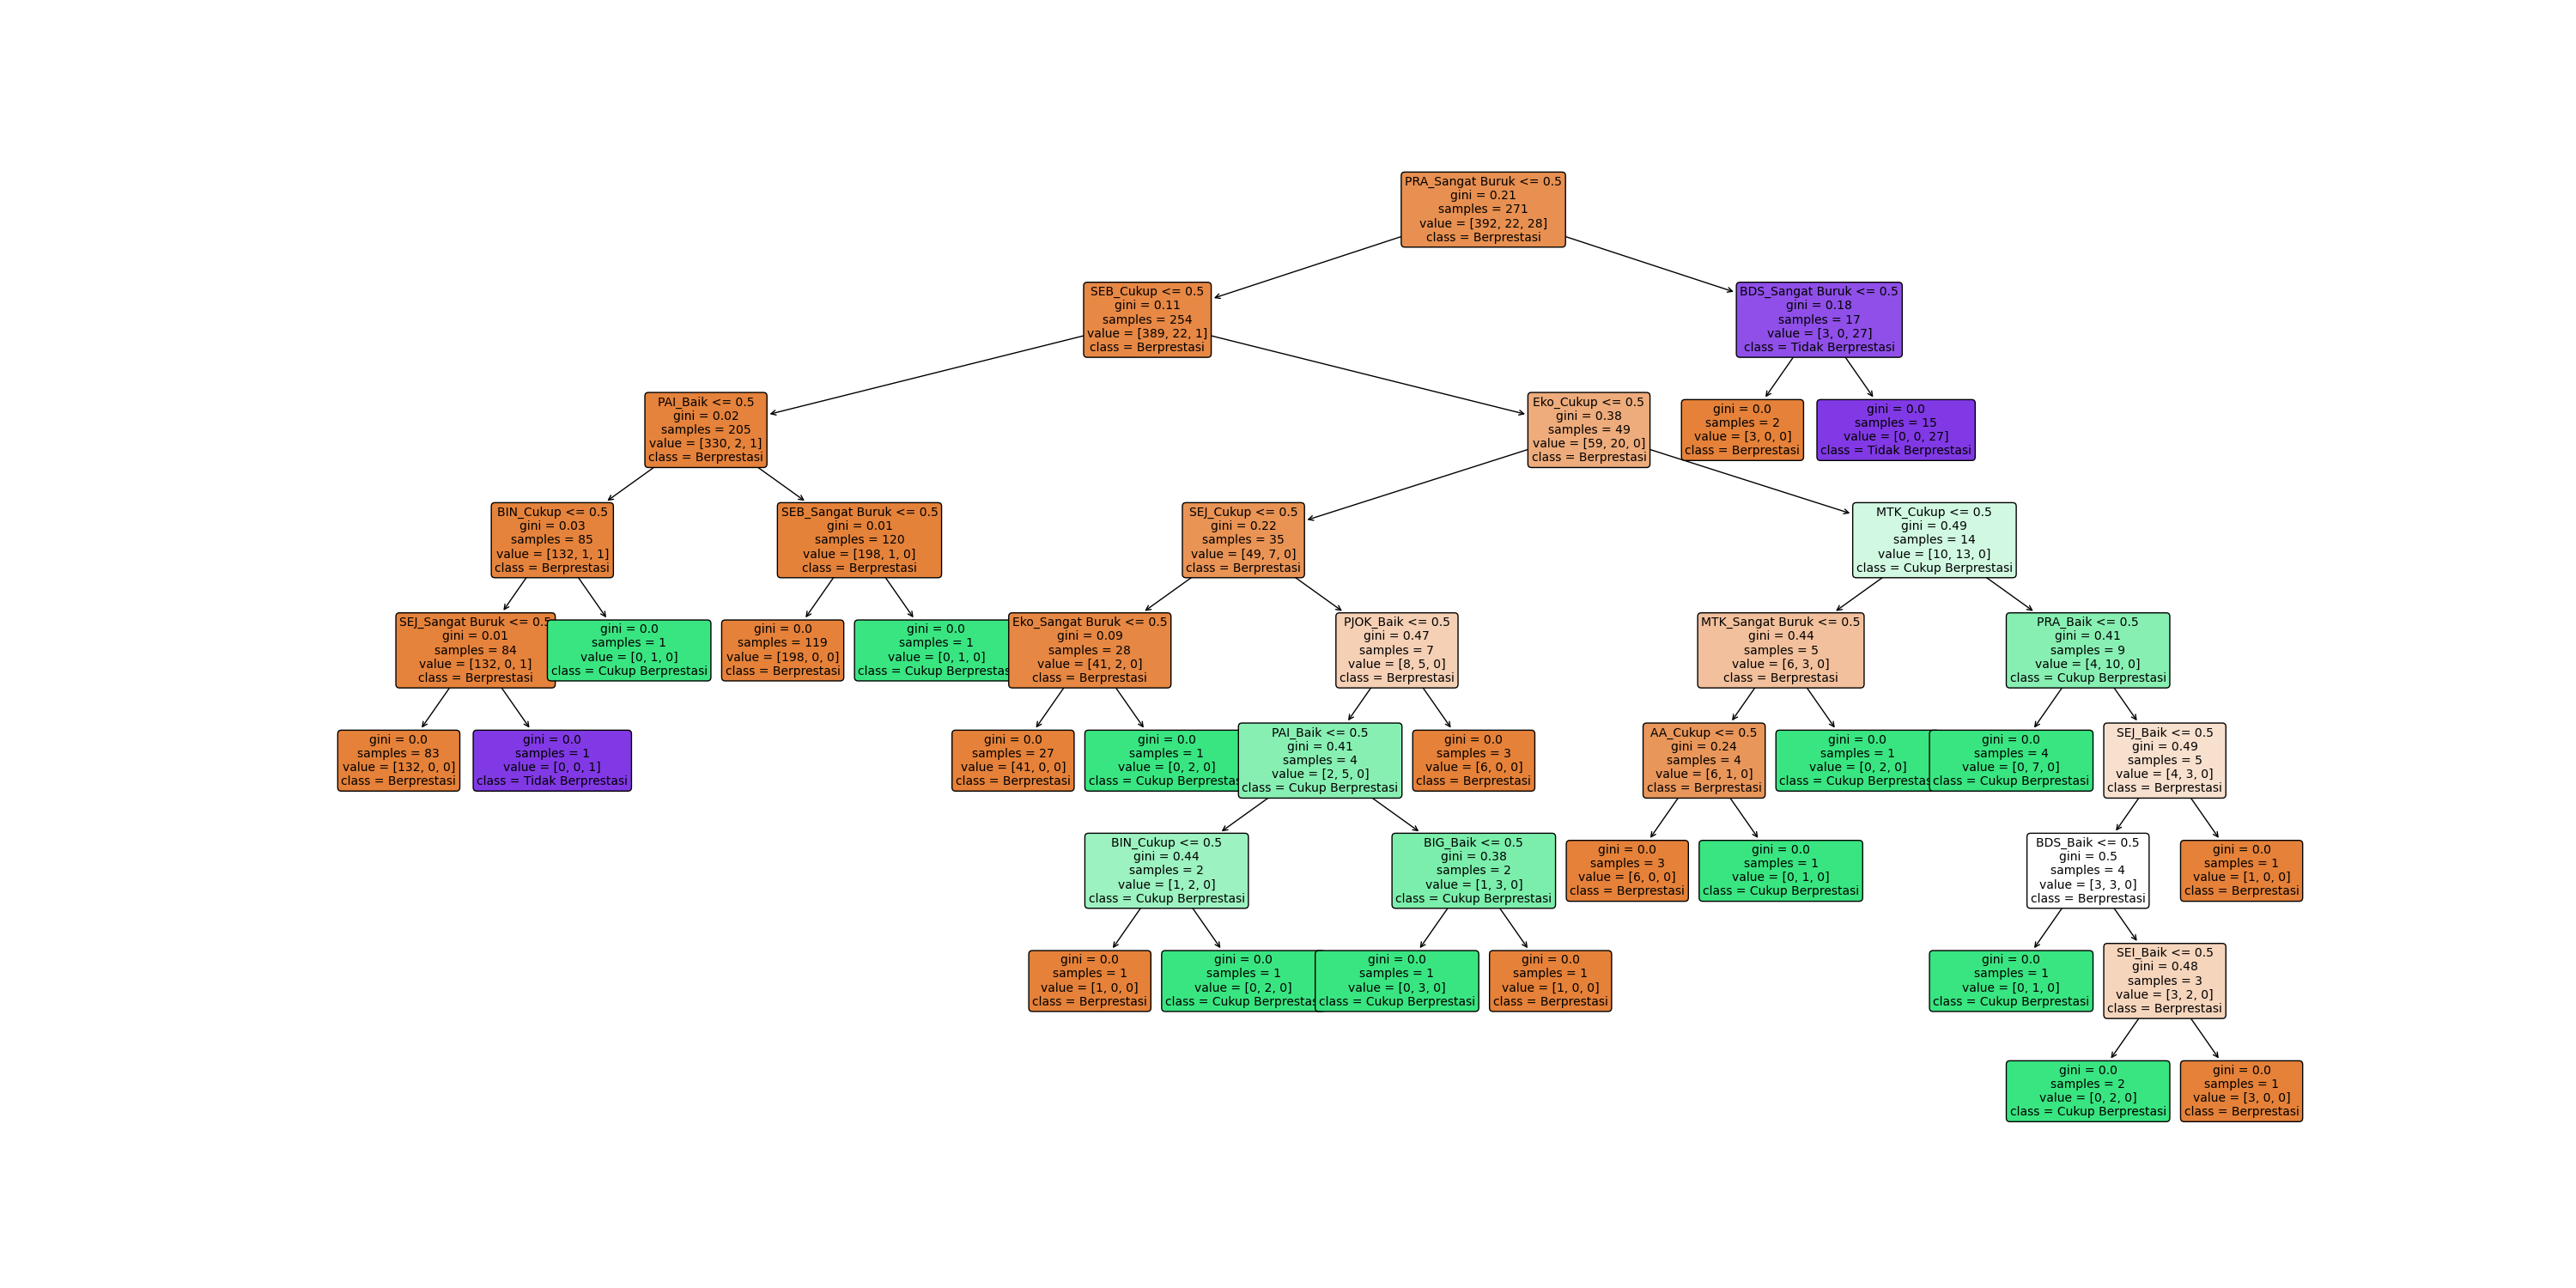 PRA_Sangat Buruk <= 0.5
gini = 0.21
samples = 271
value = [392, 22, 28]
class = Berprestasi
SEB_Cukup <= 0.5
gini = 0.11
samples = 254
value = [389, 22, 1]
class = Berprestasi
BDS_Sangat Buruk <= 0.5
gini = 0.18
samples = 17
value = [3, 0, 27]
class = Tidak Berprestasi
PAI_Baik <= 0.5
gini = 0.02
samples = 205
value = [330, 2, 1]
class = Berprestasi
Eko_Cukup <= 0.5
gini = 0.38
samples = 49
value = [59, 20, 0]
class = Berprestasi
gini = 0.0
samples = 2
value = [3, 0, 0]
class = Berprestasi
gini = 0.0
samples = 15
value = [0, 0, 27]
class = Tidak Berprestasi
BIN_Cukup <= 0.5
gini = 0.03
samples = 85
value = [132, 1, 1]
class = Berprestasi
SEB_Sangat Buruk <= 0.5
gini = 0.01
samples = 120
value = [198, 1, 0]
class = Berprestasi
SEJ_Cukup <= 0.5
gini = 0.22
samples = 35
value = [49, 7, 0]
class = Berprestasi
MTK_Cukup <= 0.5
gini = 0.49
samples = 14
value = [10, 13, 0]
class = Cukup Berprestasi
SEJ_Sangat Buruk <= 0.5
gini = 0.01
samples = 84
value = [132, 0, 1]
class = Berprestasi
gini = 0.0
samples = 1
value = [0, 1, 0]
class = Cukup Berprestasi
gini = 0.0
samples = 119
value = [198, 0, 0]
class = Berprestasi
gini = 0.0
samples = 1
value = [0, 1, 0]
class = Cukup Berprestas
Eko_Sangat Buruk <= 0.5
gini = 0.09
samples = 28
value = [41, 2, 0]
class = Berprestasi
PJOK_Baik <= 0.5
gini = 0.47
samples = 7
value = [8, 5, 0]
class = Berprestasi
MTK_Sangat Buruk <= 0.5
gini = 0.44
samples = 5
value = [6, 3, 0]
class = Berprestasi
PRA_Baik <= 0.5
gini = 0.41
samples = 9
value = [4, 10, 0]
class = Cukup Berprestasi
gini = 0.0
samples = 83
value = [132, 0, 0]
class = Berprestasi
gini = 0.0
samples = 1
value = [0, 0, 1]
class = Tidak Berprestasi
gini = 0.0
samples = 27
value = [41, 0, 0]
class = Berprestasi
gini = 0.0
samples = 1
value = [0, 2, 0]
class = Cukup Berprestas
PAI_Baik <= 0.5
gini = 0.41
samples = 4
value = [2, 5, 0]
class = Cukup Berprestasi
gini = 0.0
samples = 3
value = [6, 0, 0]
class = Berprestasi
AA_Cukup <= 0.5
gini = 0.24
samples = 4
value = [6, 1, 0]
class = Berprestasi
gini = 0.0
samples = 1
value = [0, 2, 0]
class = Cukup Berprestas
gini = 0.0
samples = 4
value = [0, 7, 0]
class = Cukup Berprestasi
SEJ_Baik <= 0.5
gini = 0.49
samples = 5
value = [4, 3, 0]
class = Berprestasi
BIN_Cukup <= 0.5
gini = 0.44
samples = 2
value = [1, 2, 0]
class = Cukup Berprestasi
BIG_Baik <= 0.5
gini = 0.38
samples = 2
value = [1, 3, 0]
class = Cukup Berprestasi
gini = 0.0
samples = 3
value = [6, 0, 0]
class = Berprestasi
gini = 0.0
samples = 1
value = [0, 1, 0]
class = Cukup Berprestasi
BDS_Baik <= 0.5
gini = 0.5
samples = 4
value = [3, 3, 0]
class = Berprestasi
gini = 0.0
samples = 1
value = [1, 0, 0]
class = Berprestasi
gini = 0.0
samples = 1
value = [1, 0, 0]
class = Berprestasi
gini = 0.0
samples = 1
value = [0, 2, 0]
class = Cukup Berprestas
gini = 0.0
samples = 1
value = [0, 3, 0]
class = Cukup Berprestasi
gini = 0.0
samples = 1
value = [1, 0, 0]
class = Berprestasi
gini = 0.0
samples = 1
value = [0, 1, 0]
class = Cukup Berprestasi
SEI_Baik <= 0.5
gini = 0.48
samples = 3
value = [3, 2, 0]
class = Berprestasi
gini = 0.0
samples = 2
value = [0, 2, 0]
class = Cukup Berprestasi
gini = 0.0
samples = 1
value = [3, 0, 0]
class = Berprestasi